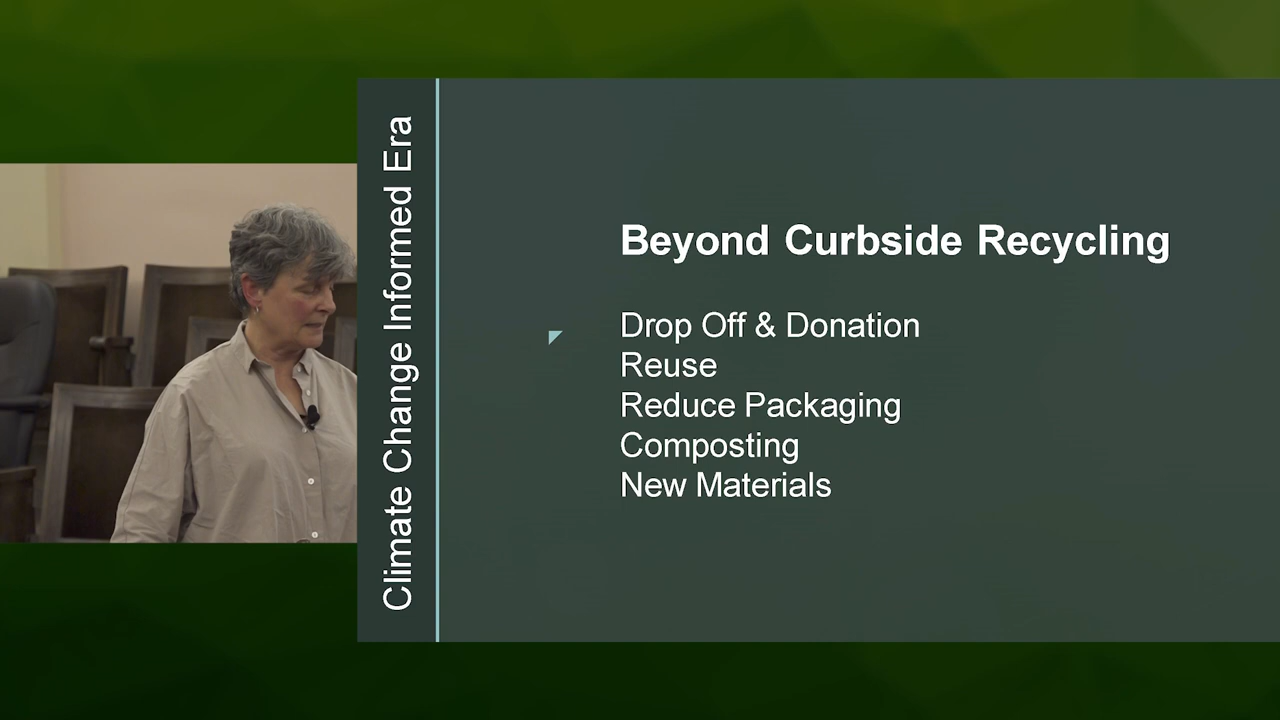 Climate Change Informed Era
Beyond Curbside Recycling
Drop Off & Donation
Reuse
Reduce Packaging
Composting
New Materials